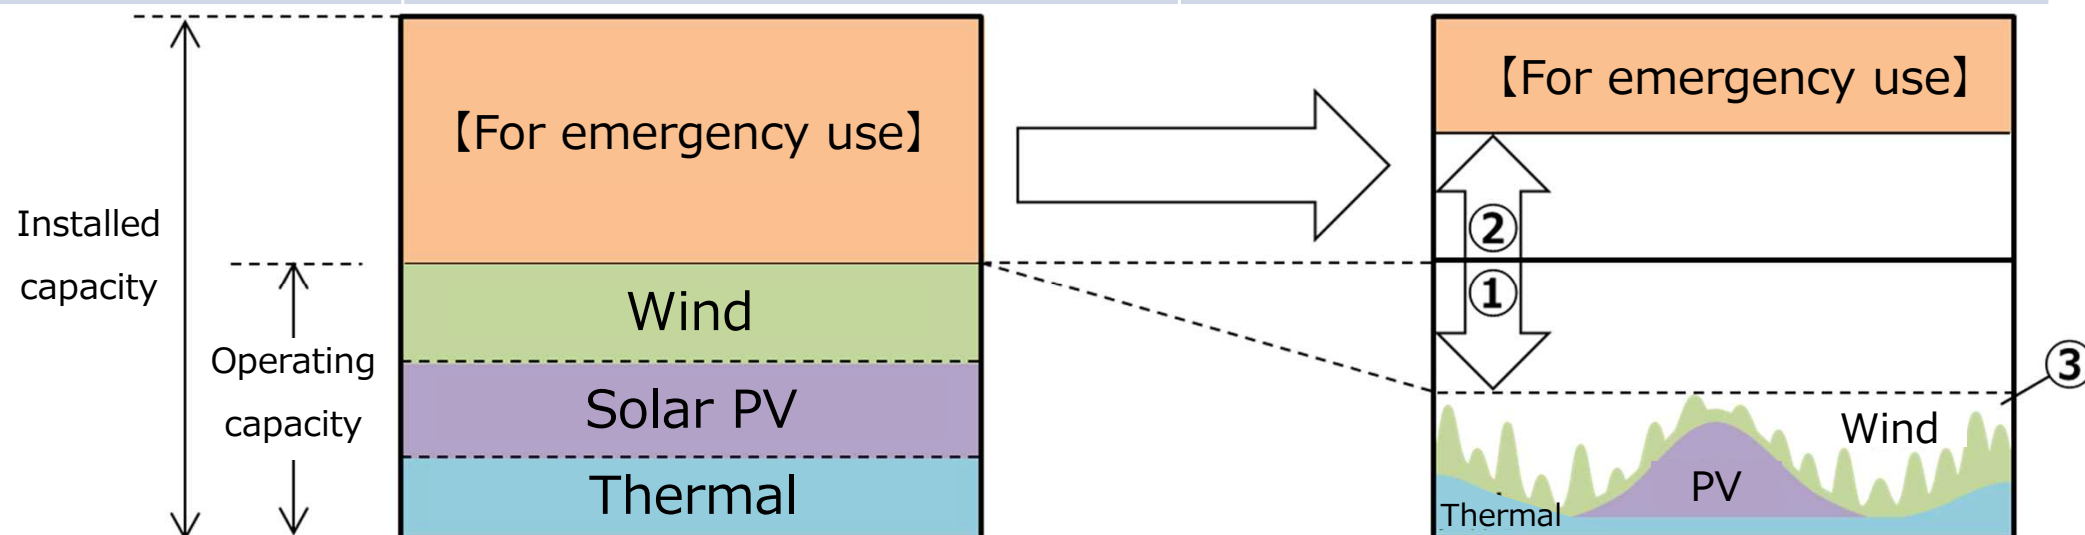 Installed
capacity
Operating
capacity
【For emergency use】
Wind
Solar PV
Thermal
【For emergency use】
②
①
③
Wind
PV
Thermal